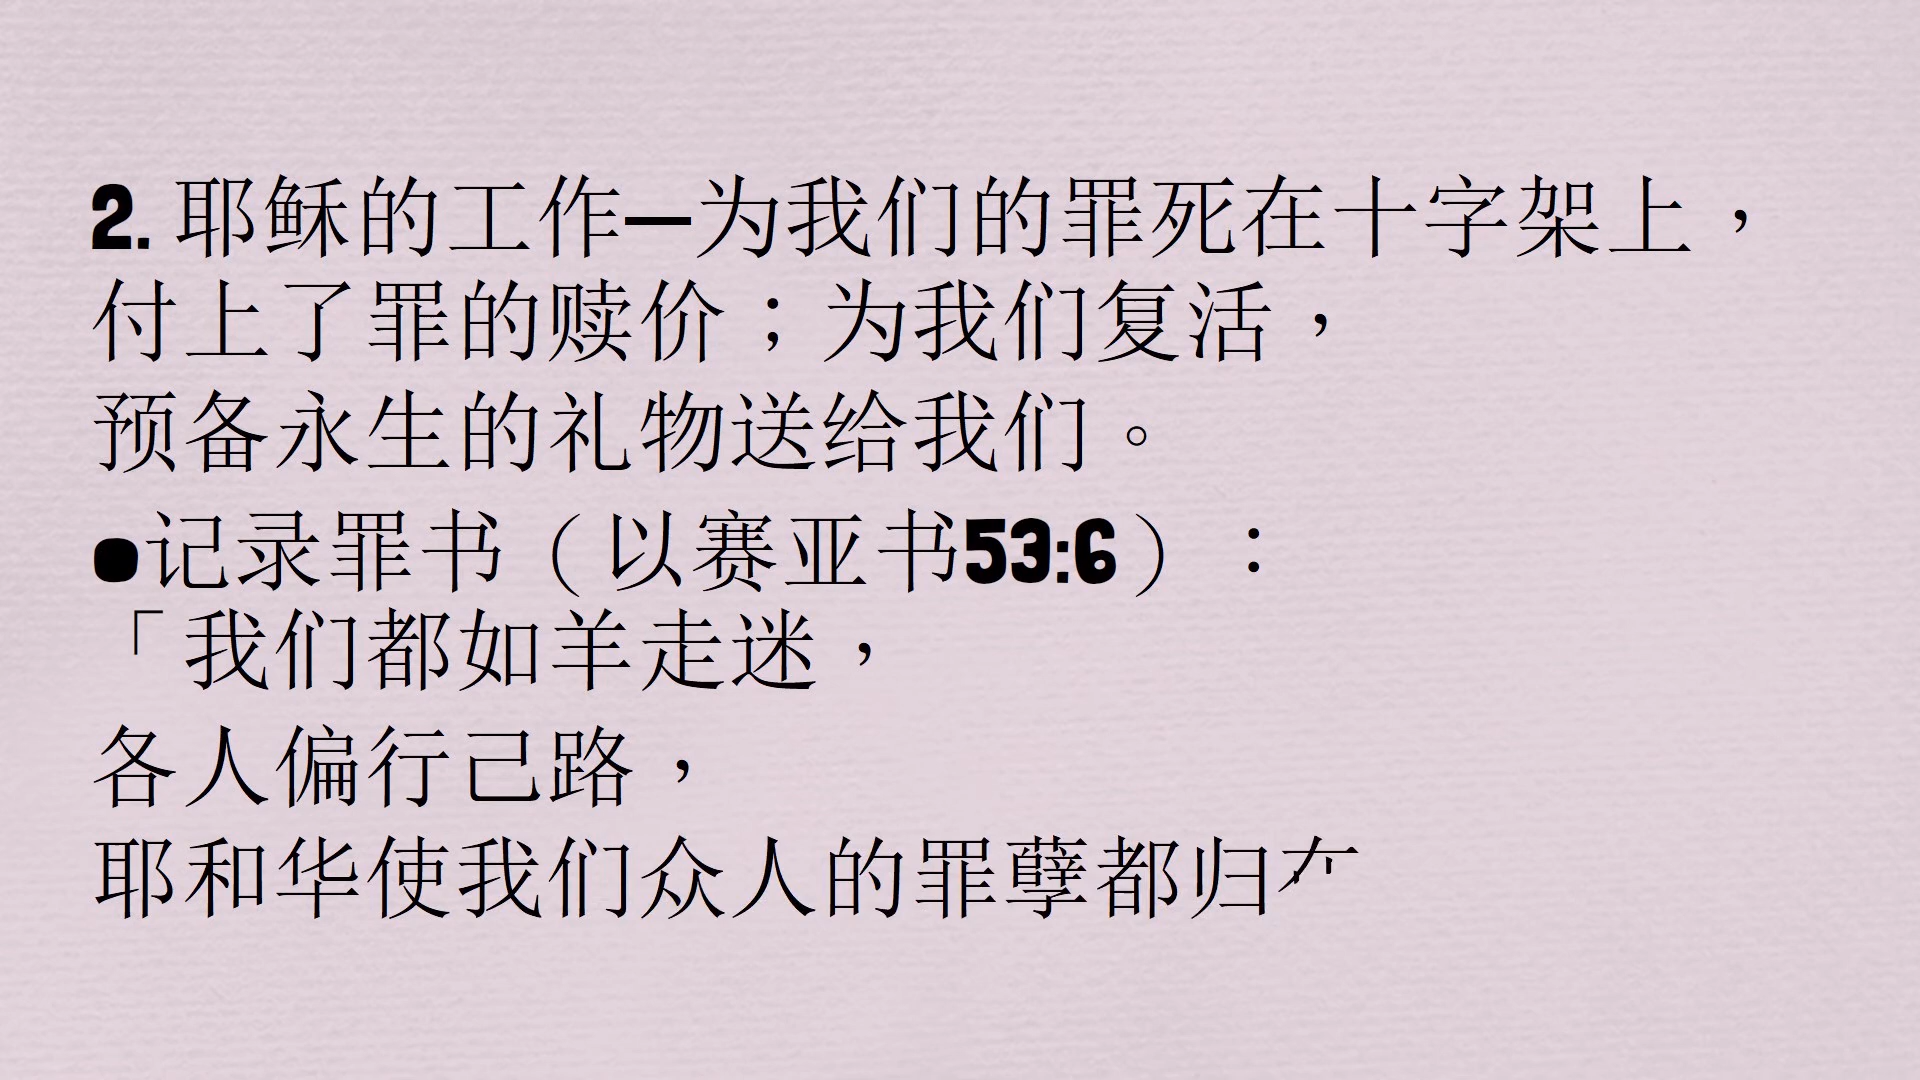 2. 耶稣的工作—为我们的罪死在十字架上，
付上了罪的赎价；为我们复活，
预备永生的礼物送给我们。
●记录罪书（以赛亚书53:6）：
「我们都如羊走迷，
各人偏行己路，
耶和华使我们众人的罪孽都归